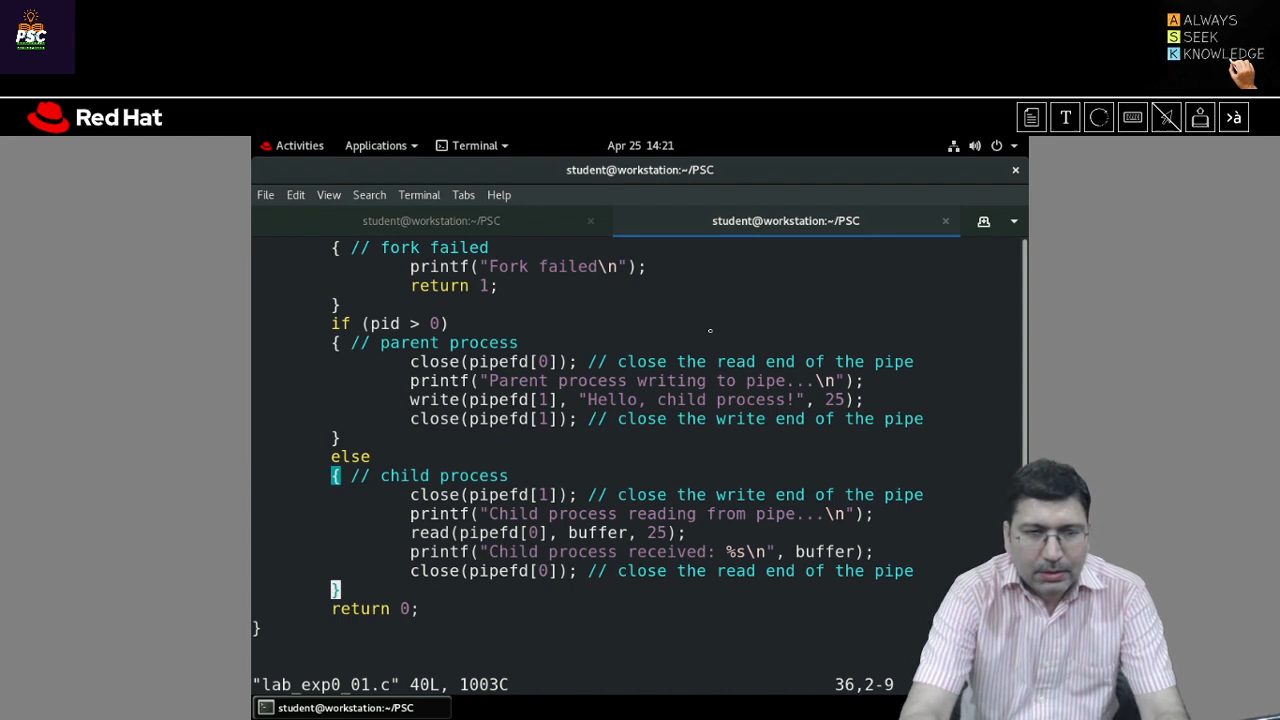 PSC
A ALWAYS
S SEEK
K KNOWLEDGE
Red Hat
T
>à
Activities Applications Terminal Apr 25 14:21
student@workstation:~/PSC ×
File Edit View Search Terminal Tabs Help
student@workstation:~/PSC × student@workstation:~/PSC ×
{ // fork failed
printf("Fork failed\n");
return 1;
}
if (pid > 0)
{ // parent process
close(pipefd[0]); // close the read end of the pipe
printf("Parent process writing to pipe...\n");
write(pipefd[1], "Hello, child process!", 25);
close(pipefd[1]); // close the write end of the pipe
}
else
{ // child process
close(pipefd[1]); // close the write end of the pipe
printf("Child process reading from pipe...\n");
read(pipefd[0], buffer, 25);
printf("Child process received: %s\n", buffer);
close(pipefd[0]); // close the read end of the pipe
}
return 0;
}
"lab_exp0_01.c" 40L, 1003C 36,2-9
student@workstation:~/PSC